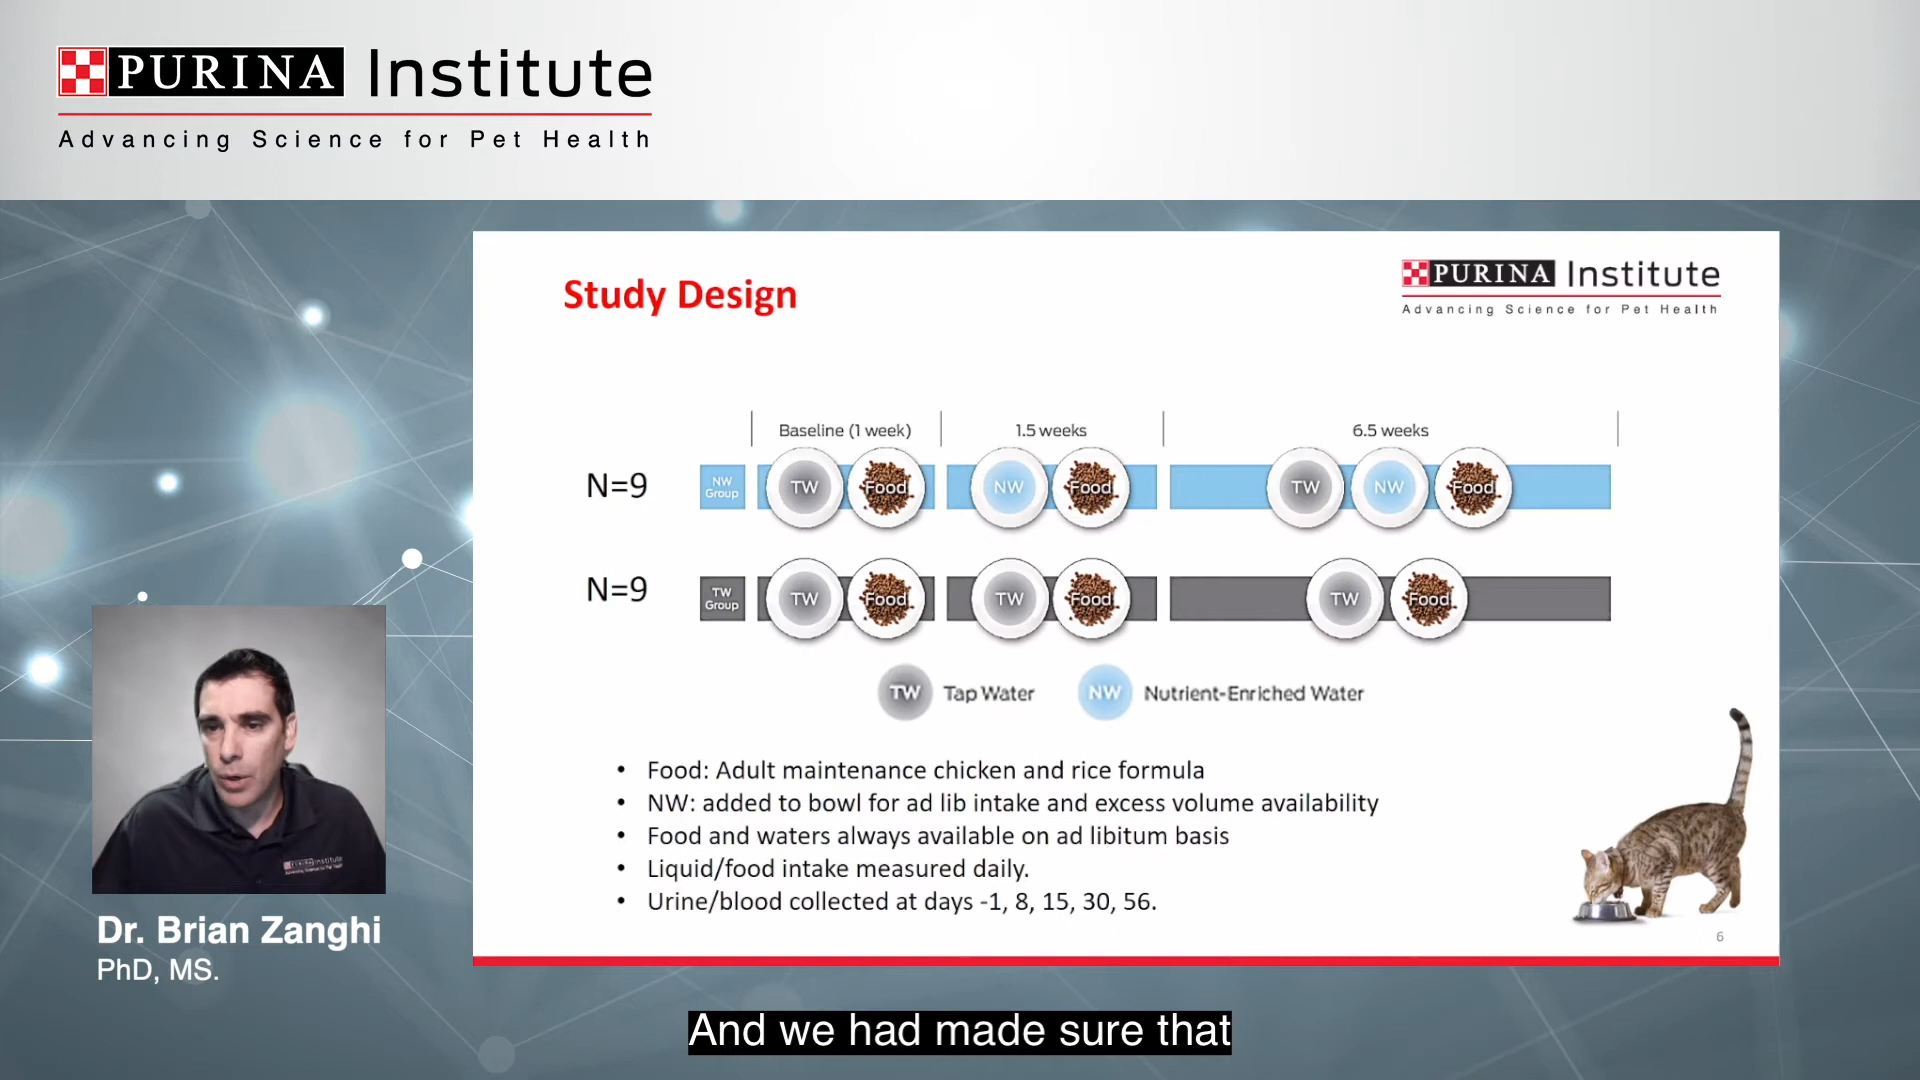 PURINA Institute
Advancing Science for Pet Health
Study Design
PURINA Institute
Advancing Science for Pet Health
Baseline (1 week)
1.5 weeks
6.5 weeks
N=9
NW
Group
TW
Food
NW
Food
TW
NW
Food
N=9
TW
Group
TW
Food
TW
Food
TW
Food
TW
Tap Water
NW
Nutrient-Enriched Water
• Food: Adult maintenance chicken and rice formula
• NW: added to bowl for ad lib intake and excess volume availability
• Food and waters always available on ad libitum basis
• Liquid/food intake measured daily.
• Urine/blood collected at days -1, 8, 15, 30, 56.
6
Dr. Brian Zanghi
PhD, MS.
And we had made sure that